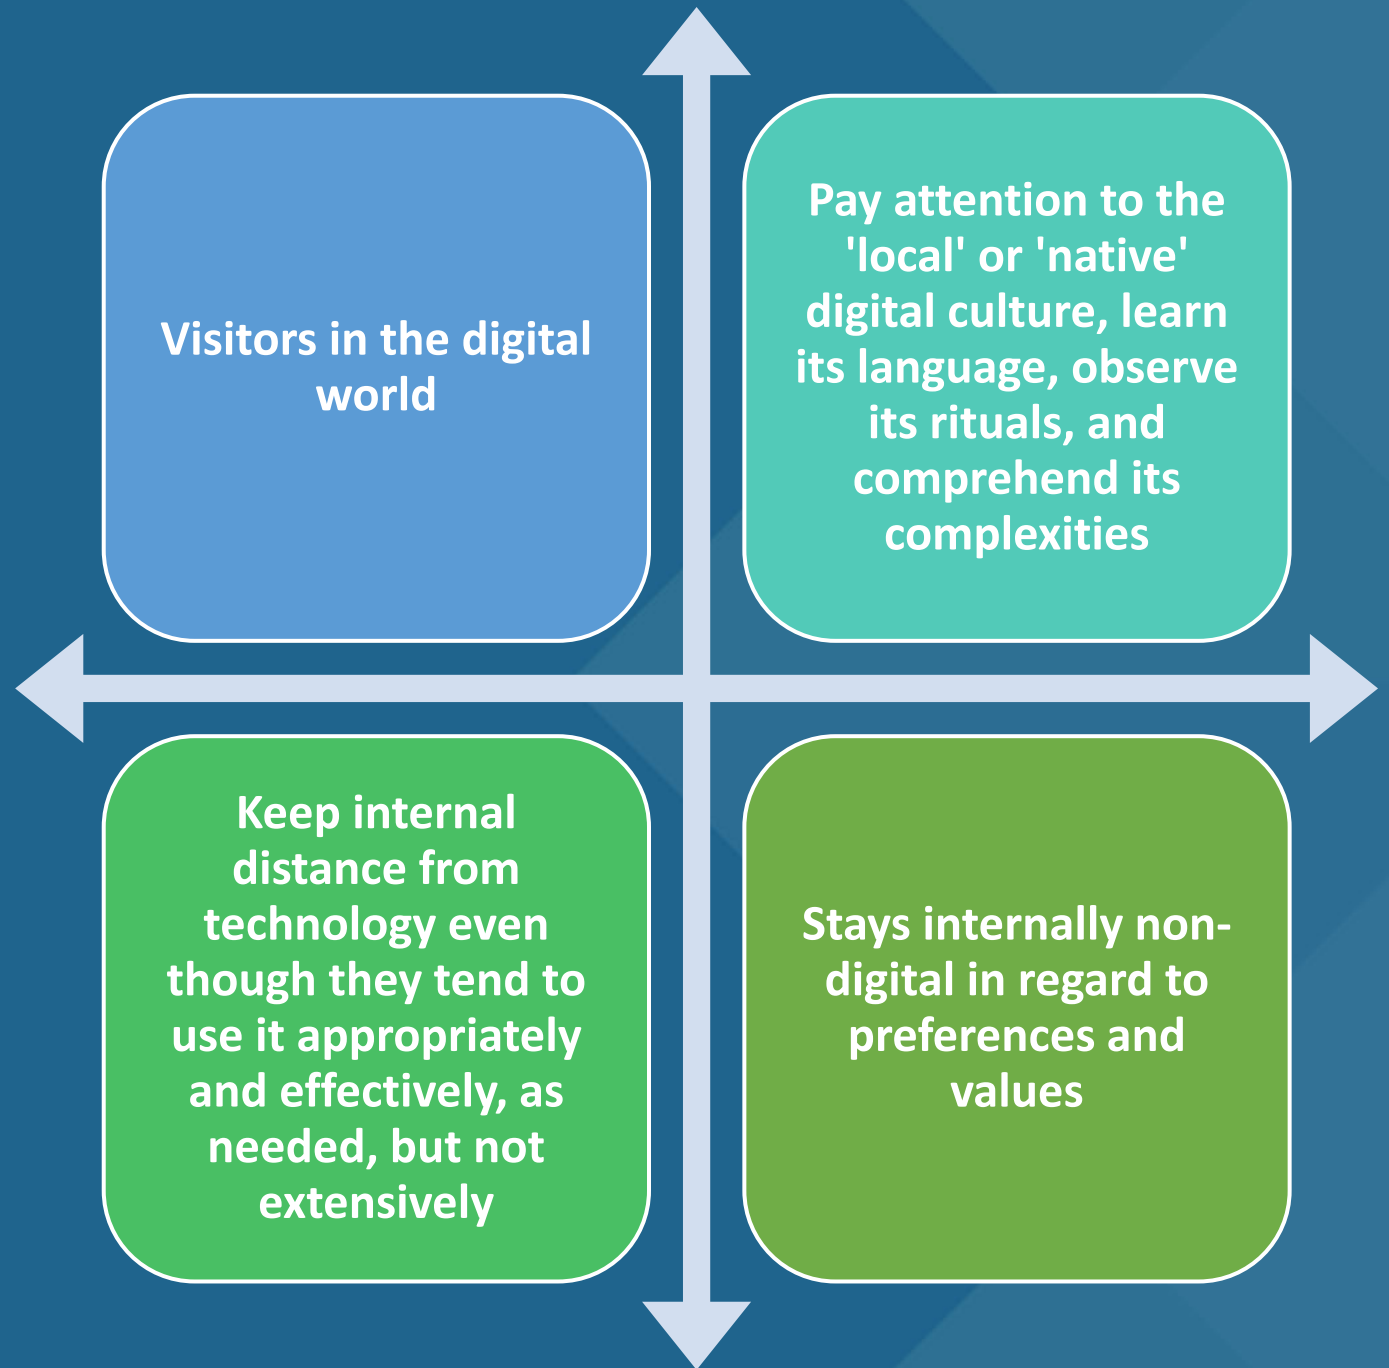 Visitors in the digital
world
Pay attention to the
'local' or 'native'
digital culture, learn
its language, observe
its rituals, and
comprehend its
complexities
Keep internal
distance from
technology even
though they tend to
use it appropriately
and effectively, as
needed, but not
extensively
Stays internally non-
digital in regard to
preferences and
values